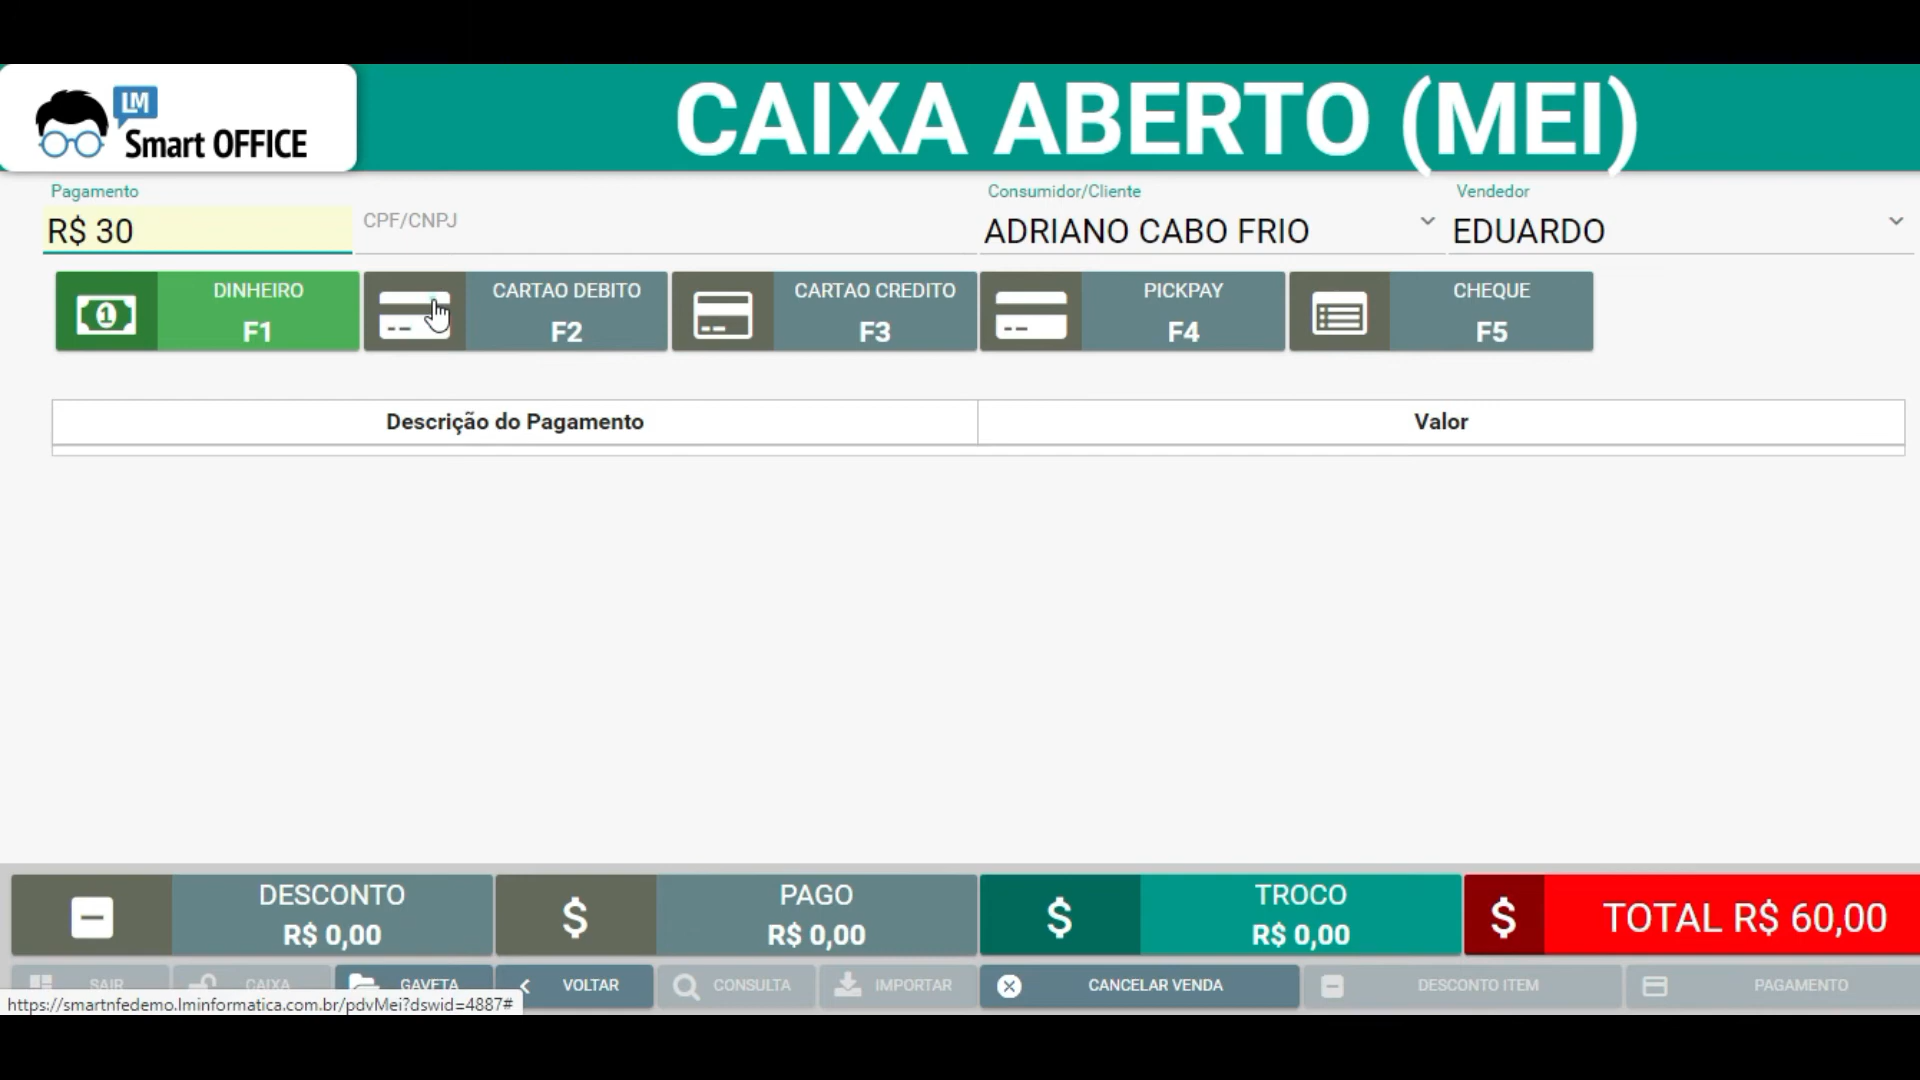 LM
Smart OFFICE
CAIXA ABERTO (MEI)
Pagamento
R$ 30
CPF/CNPJ
Consumidor/Cliente
ADRIANO CABO FRIO
Vendedor
EDUARDO
DINHEIRO
F1
CARTAO DEBITO
F2
CARTAO CREDITO
F3
PICKPAY
F4
CHEQUE
F5
Descrição do Pagamento
Valor
DESCONTO
R$ 0,00
PAGO
R$ 0,00
TROCO
R$ 0,00
TOTAL R$ 60,00
SAIR
CAIXA
GAVETA
VOLTAR
CONSULTA
IMPORTAR
CANCELAR VENDA
DESCONTO ITEM
PAGAMENTO
https://smartnfedemo.lminformatica.com.br/pdvMei?dswid=4887#